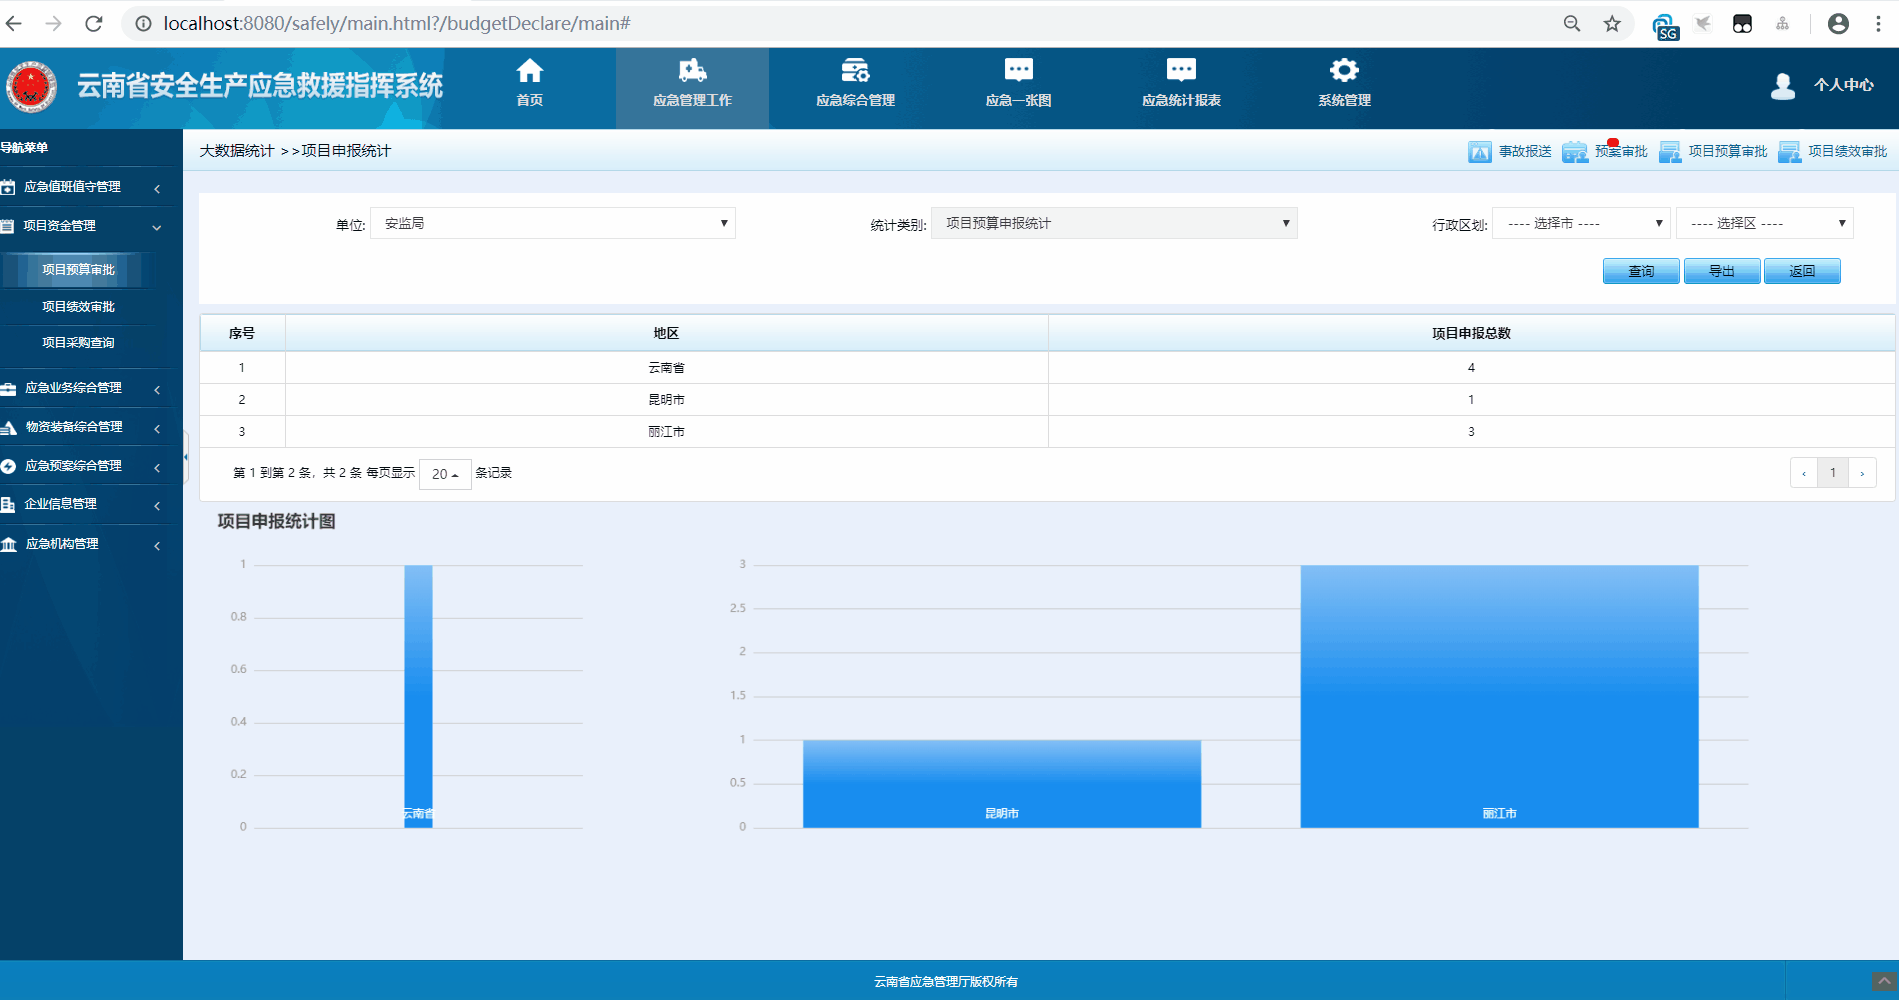 localhost:8080/safely/main.html?/budgetDeclare/main#
SG
云南省安全生产应急救援指挥系统
首页
应急管理工作
应急综合管理
应急一张图
应急统计报表
系统管理
个人中心
导航菜单
应急值班值守管理
项目资金管理
项目预算审批
项目绩效审批
项目采购查询
应急业务综合管理
物资装备综合管理
应急预案综合管理
企业信息管理
应急机构管理
大数据统计 >>项目申报统计
事故报送
预案审批
项目预算审批
项目绩效审批
单位: 安监局
统计类别: 项目预算申报统计
行政区划: ---- 选择市 ---- ---- 选择区 ----
查询 导出 返回
序号 地区 项目申报总数
1 云南省 4
2 昆明市 1
3 丽江市 3
第 1 到第 2 条，共 2 条 每页显示 20 条记录
‹ 1 ›
项目申报统计图
1
0.8
0.6
0.4
0.2
0
云南省
3
2.5
2
1.5
1
0.5
0
昆明市
丽江市
云南省应急管理厅版权所有